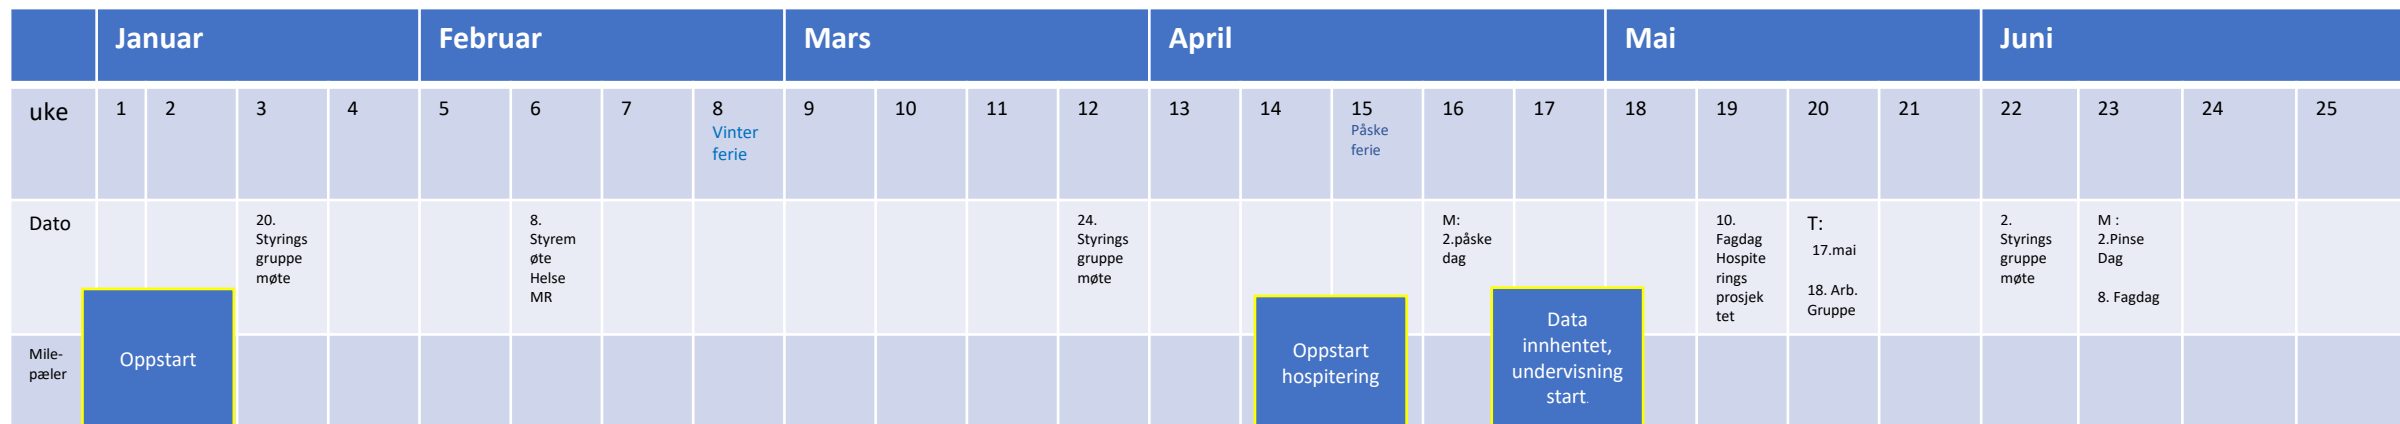 Januar Februar Mars April Mai Juni
uke 1 2 3 4 5 6 7 8 9 10 11 12 13 14 15 16 17 18 19 20 21 22 23 24 25
Vinter
ferie
Påske
ferie
Dato
20.
Styrings
gruppe
møte
8.
Styrem
øte
Helse
MR
24.
Styrings
gruppe
møte
M:
2.påske
dag
10.
Fagdag
Hospite
rings
prosjek
tet
T:
17.mai
18. Arb.
Gruppe
2.
Styrings
gruppe
møte
M :
2.Pinse
Dag
8. Fagdag
Mile-
pæler
Oppstart
Oppstart
hospitering
Data
innhentet,
undervisning
start.